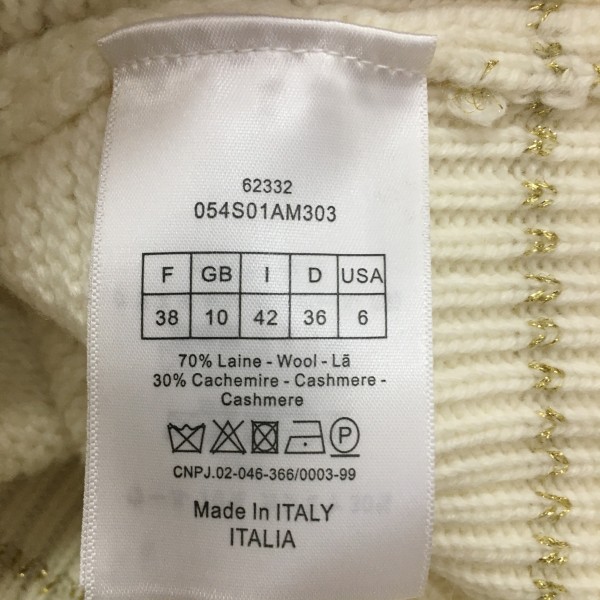 62332
054S01AM303
F GB I D USA
38 10 42 36 6
70% Laine - Wool - Lã
30% Cachemire - Cashmere -
Cashmere
P
CNPJ.02-046-366/0003-99
Made In ITALY
ITALIA